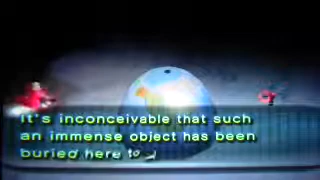 It's inconceivable that such
an immense object has been
buried here to